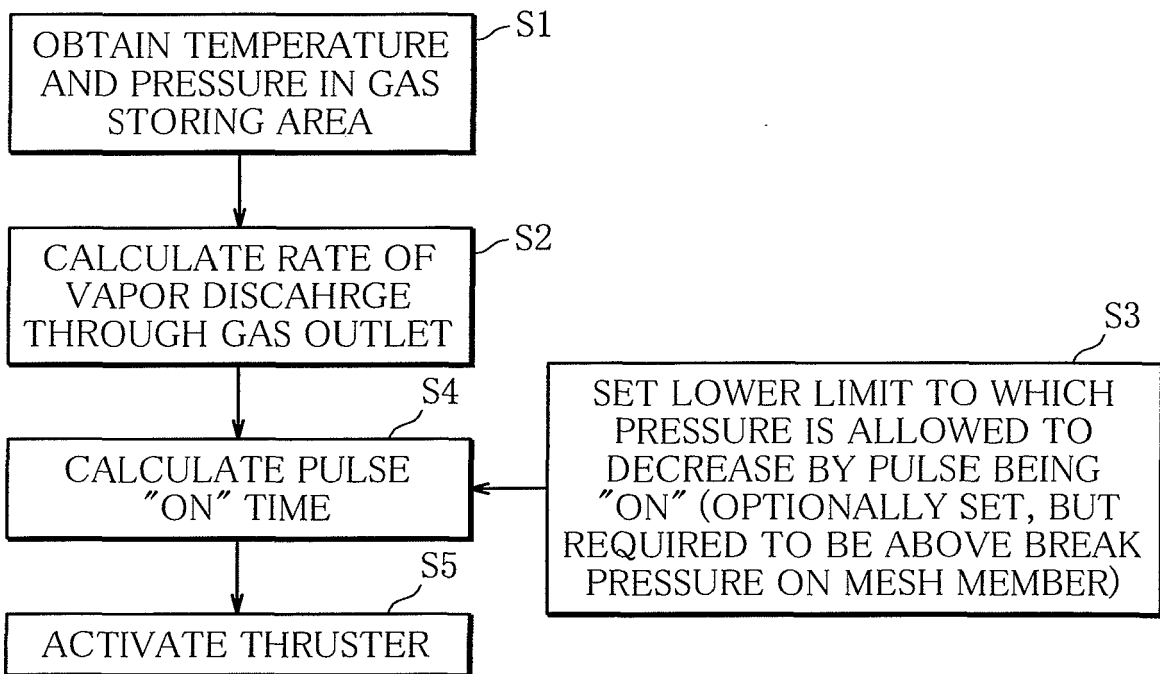 S1
OBTAIN TEMPERATURE
AND PRESSURE IN GAS
STORING AREA
S2
CALCULATE RATE OF
VAPOR DISCAHRGE
THROUGH GAS OUTLET
S3
SET LOWER LIMIT TO WHICH
PRESSURE IS ALLOWED TO
DECREASE BY PULSE BEING
"ON" (OPTIONALLY SET, BUT
REQUIRED TO BE ABOVE BREAK
PRESSURE ON MESH MEMBER)
S4
CALCULATE PULSE
"ON" TIME
S5
ACTIVATE THRUSTER